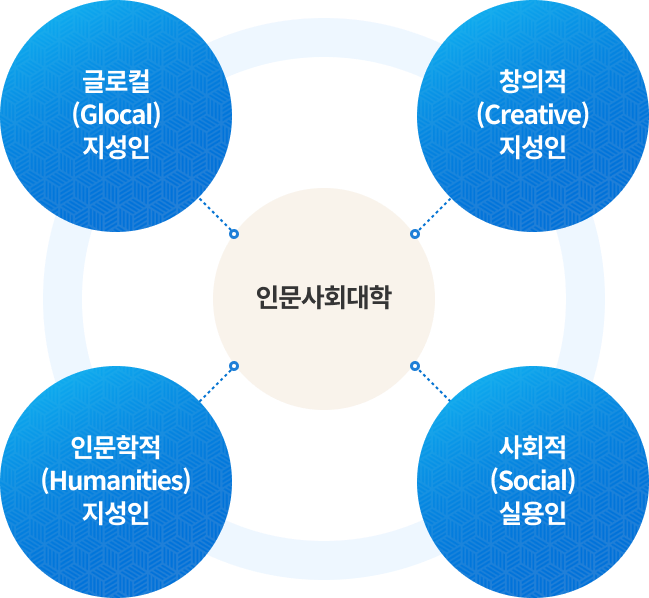 글로컬
(Glocal)
지성인
창의적
(Creative)
지성인
인문사회대학
인문학적
(Humanities)
지성인
사회적
(Social)
실용인